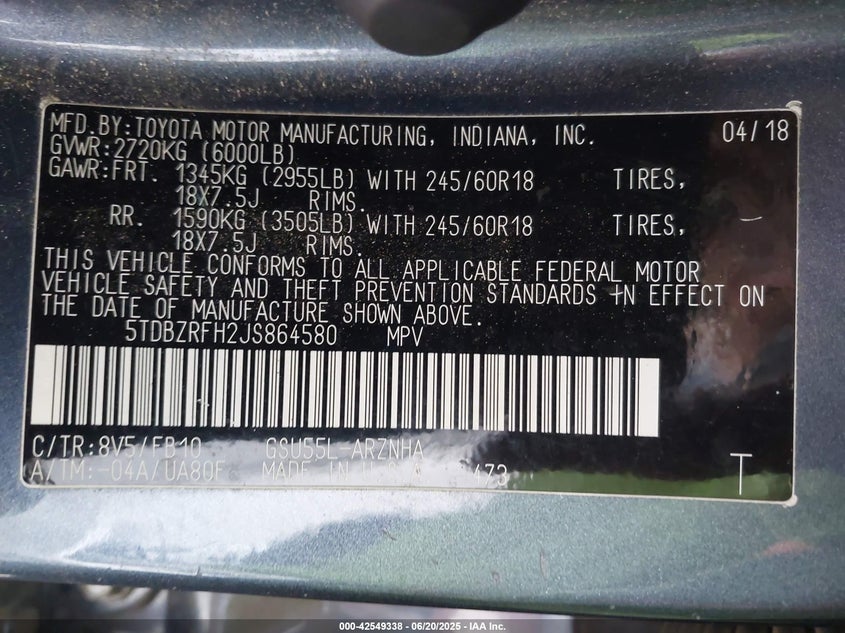 MFD.BY:TOYOTA MOTOR MANUFACTURING, INDIANA, INC. 04/18
GVWR:2720KG (6000LB)
GAWR:FRT. 1345KG (2955LB) WITH 245/60R18 TIRES,
18X7.5J RIMS.
RR. 1590KG (3505LB) WITH 245/60R18 TIRES,
18X7.5J RIMS.
THIS VEHICLE CONFORMS TO ALL APPLICABLE FEDERAL MOTOR
VEHICLE SAFETY AND THEFT PREVENTION STANDARDS IN EFFECT ON
THE DATE OF MANUFACTURE SHOWN ABOVE.
5TDBZRFH2JS864580 MPV
C/TR:8V5/FB10 GSU55L-ARZNHA
A/TM:-04A/UA80F MADE IN
T
000-42549338 - 06/20/2025 - IAA Inc.